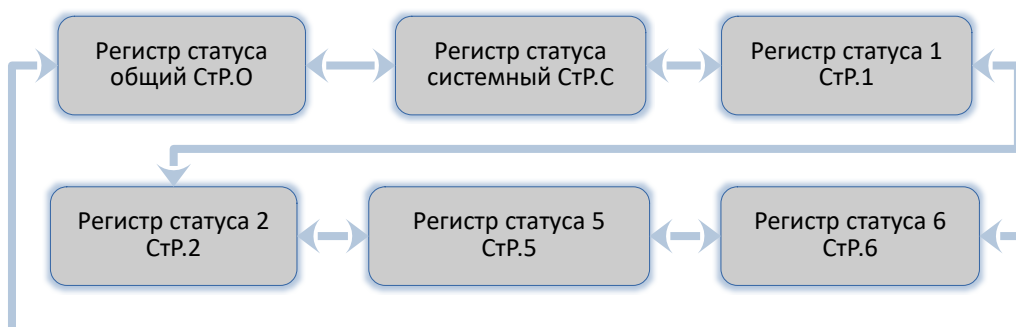 Регистр статуса
общий СтР.О
Регистр статуса
системный СтР.С
Регистр статуса 1
СтР.1
Регистр статуса 2
СтР.2
Регистр статуса 5
СтР.5
Регистр статуса 6
СтР.6